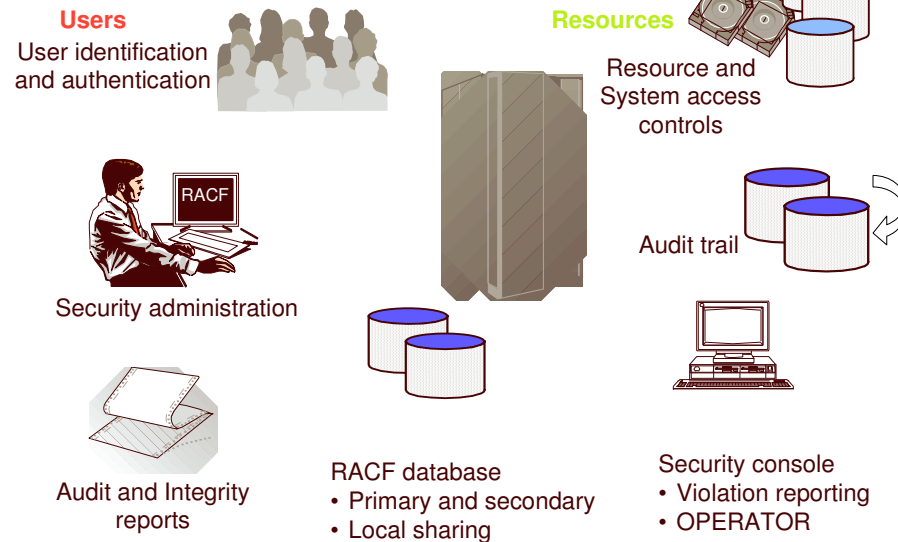 Users
User identification
and authentication
Resources
Resource and
System access
controls
RACF
Security administration
Audit trail
Audit and Integrity
reports
RACF database
• Primary and secondary
• Local sharing
Security console
• Violation reporting
• OPERATOR